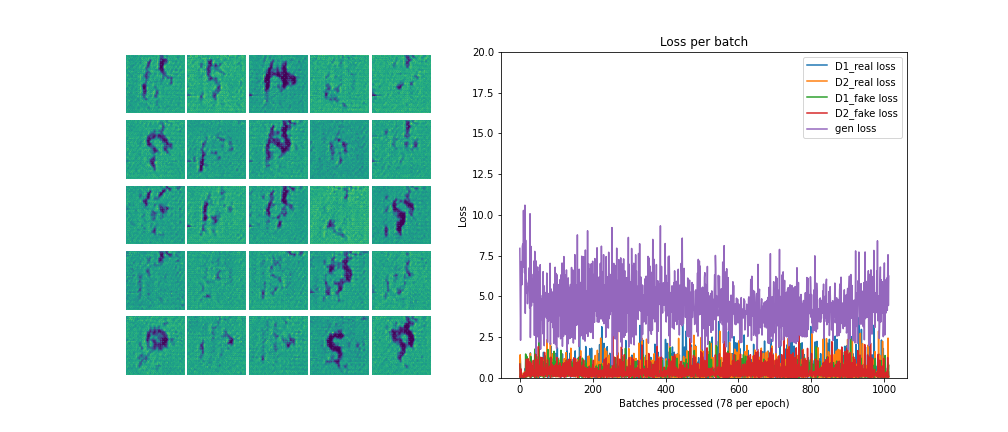 Loss per batch
20.0
17.5
15.0
12.5
10.0
7.5
5.0
2.5
0.0
Loss
D1_real loss
D2_real loss
D1_fake loss
D2_fake loss
gen loss
0 200 400 600 800 1000
Batches processed (78 per epoch)